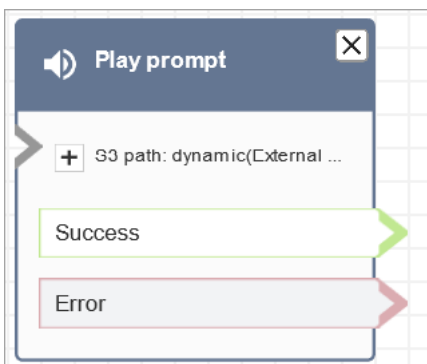 Play prompt
S3 path: dynamic(External ...
Success
Error